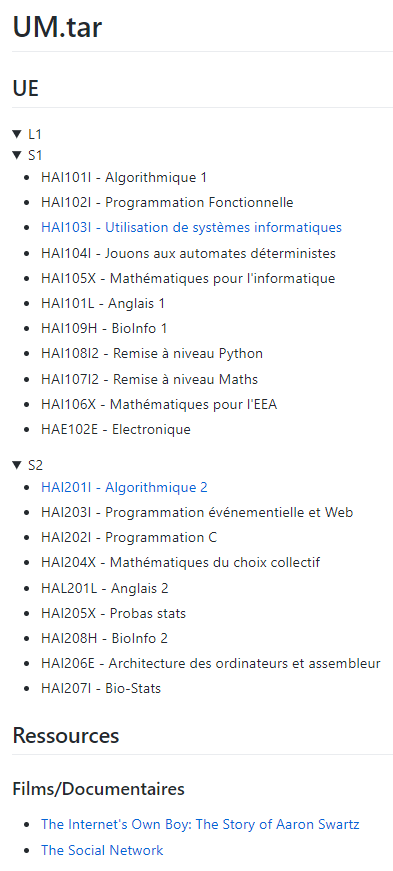 UM.tar
UE
L1
S1
HAI101I - Algorithmique 1
HAI102I - Programmation Fonctionnelle
HAI103I - Utilisation de systèmes informatiques
HAI104I - Jouons aux automates déterministes
HAI105X - Mathématiques pour l'informatique
HAI101L - Anglais 1
HAI109H - BioInfo 1
HAI108I2 - Remise à niveau Python
HAI107I2 - Remise à niveau Maths
HAI106X - Mathématiques pour l'EEA
HAE102E - Electronique
S2
HAI201I - Algorithmique 2
HAI203I - Programmation événementielle et Web
HAI202I - Programmation C
HAI204X - Mathématiques du choix collectif
HAL201L - Anglais 2
HAI205X - Probas stats
HAI208H - BioInfo 2
HAI206E - Architecture des ordinateurs et assembleur
HAI207I - Bio-Stats
Ressources
Films/Documentaires
The Internet's Own Boy: The Story of Aaron Swartz
The Social Network